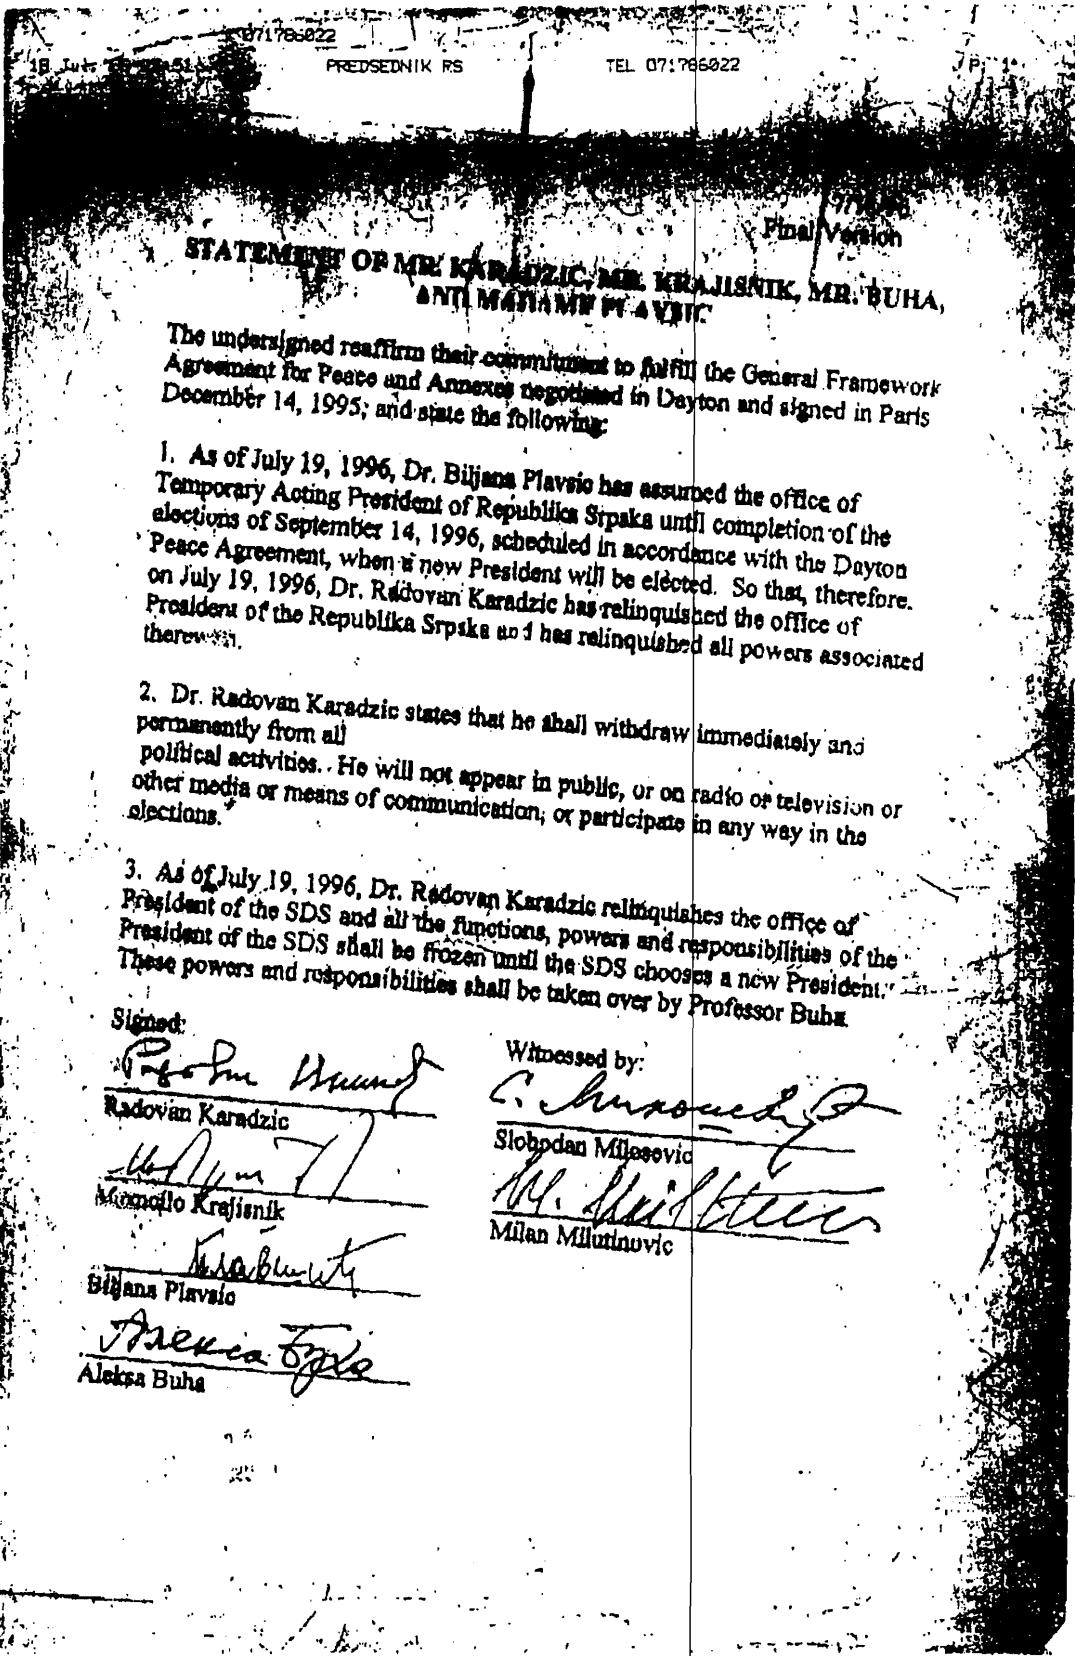 071786022
18 Jul
PREDSEDNIK RS
TEL 071786022
P. 1
Final Version
STATEMENT OF MR. KARADZIC, MR. KRAJISNIK, MR. BUHA,
AND MADAME PLAVSIC
The undersigned reaffirm their commitment to fulfill the General Framework
Agreement for Peace and Annexes negotiated in Dayton and signed in Paris
December 14, 1995; and state the following:
1. As of July 19, 1996, Dr. Biljana Plavsic has assumed the office of
Temporary Acting President of Republika Srpska until completion of the
elections of September 14, 1996, scheduled in accordance with the Dayton
Peace Agreement, when a new President will be elected. So that, therefore.
on July 19, 1996, Dr. Radovan Karadzic has relinquished the office of
President of the Republika Srpska and has relinquished all powers associated
therewith.
2. Dr. Radovan Karadzic states that he shall withdraw immediately and
permanently from all
political activities. He will not appear in public, or on radio or television or
other media or means of communication; or participate in any way in the
elections."
3. As of July 19, 1996, Dr. Radovan Karadzic relinquishes the office of
President of the SDS and all the functions, powers and responsibilities of the
President of the SDS shall be frozen until the SDS chooses a new President."
These powers and responsibilities shall be taken over by Professor Buha.
Signed:
Witnessed by:
Radovan Karadzic
Slobodan Milosevic
Momcilo Krajisnik
Milan Milutinovic
Biljana Plavsic
Алекса Буха
Aleksa Buha